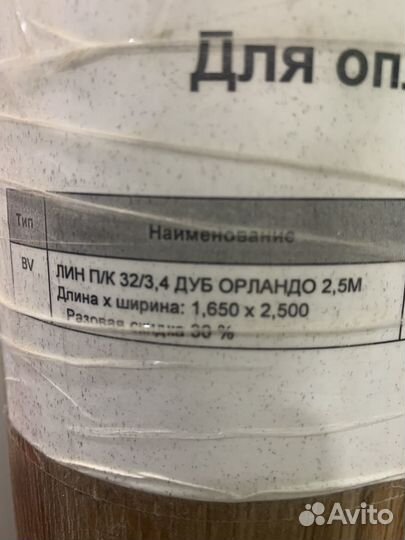 Для опл
Тип Наименование
BV ЛИН П/К 32/3,4 ДУБ ОРЛАНДО 2,5М
Длина х ширина: 1,650 х 2,500
Разовая скидка 30 %
Avito